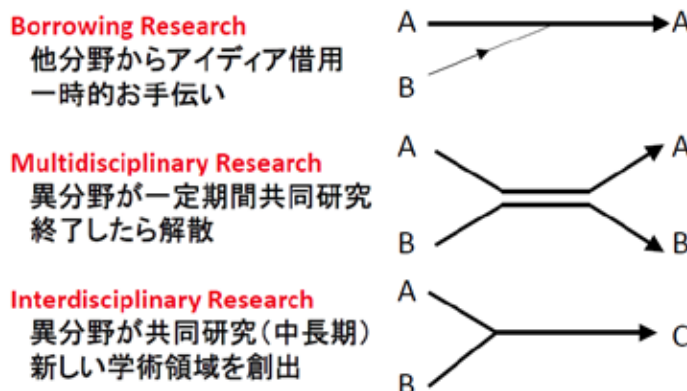 Borrowing Research
他分野からアイディア借用
一時的お手伝い
A
A
B
Multidisciplinary Research
異分野が一定期間共同研究
終了したら解散
A
A
B
B
Interdisciplinary Research
異分野が共同研究(中長期)
新しい学術領域を創出
A
C
B